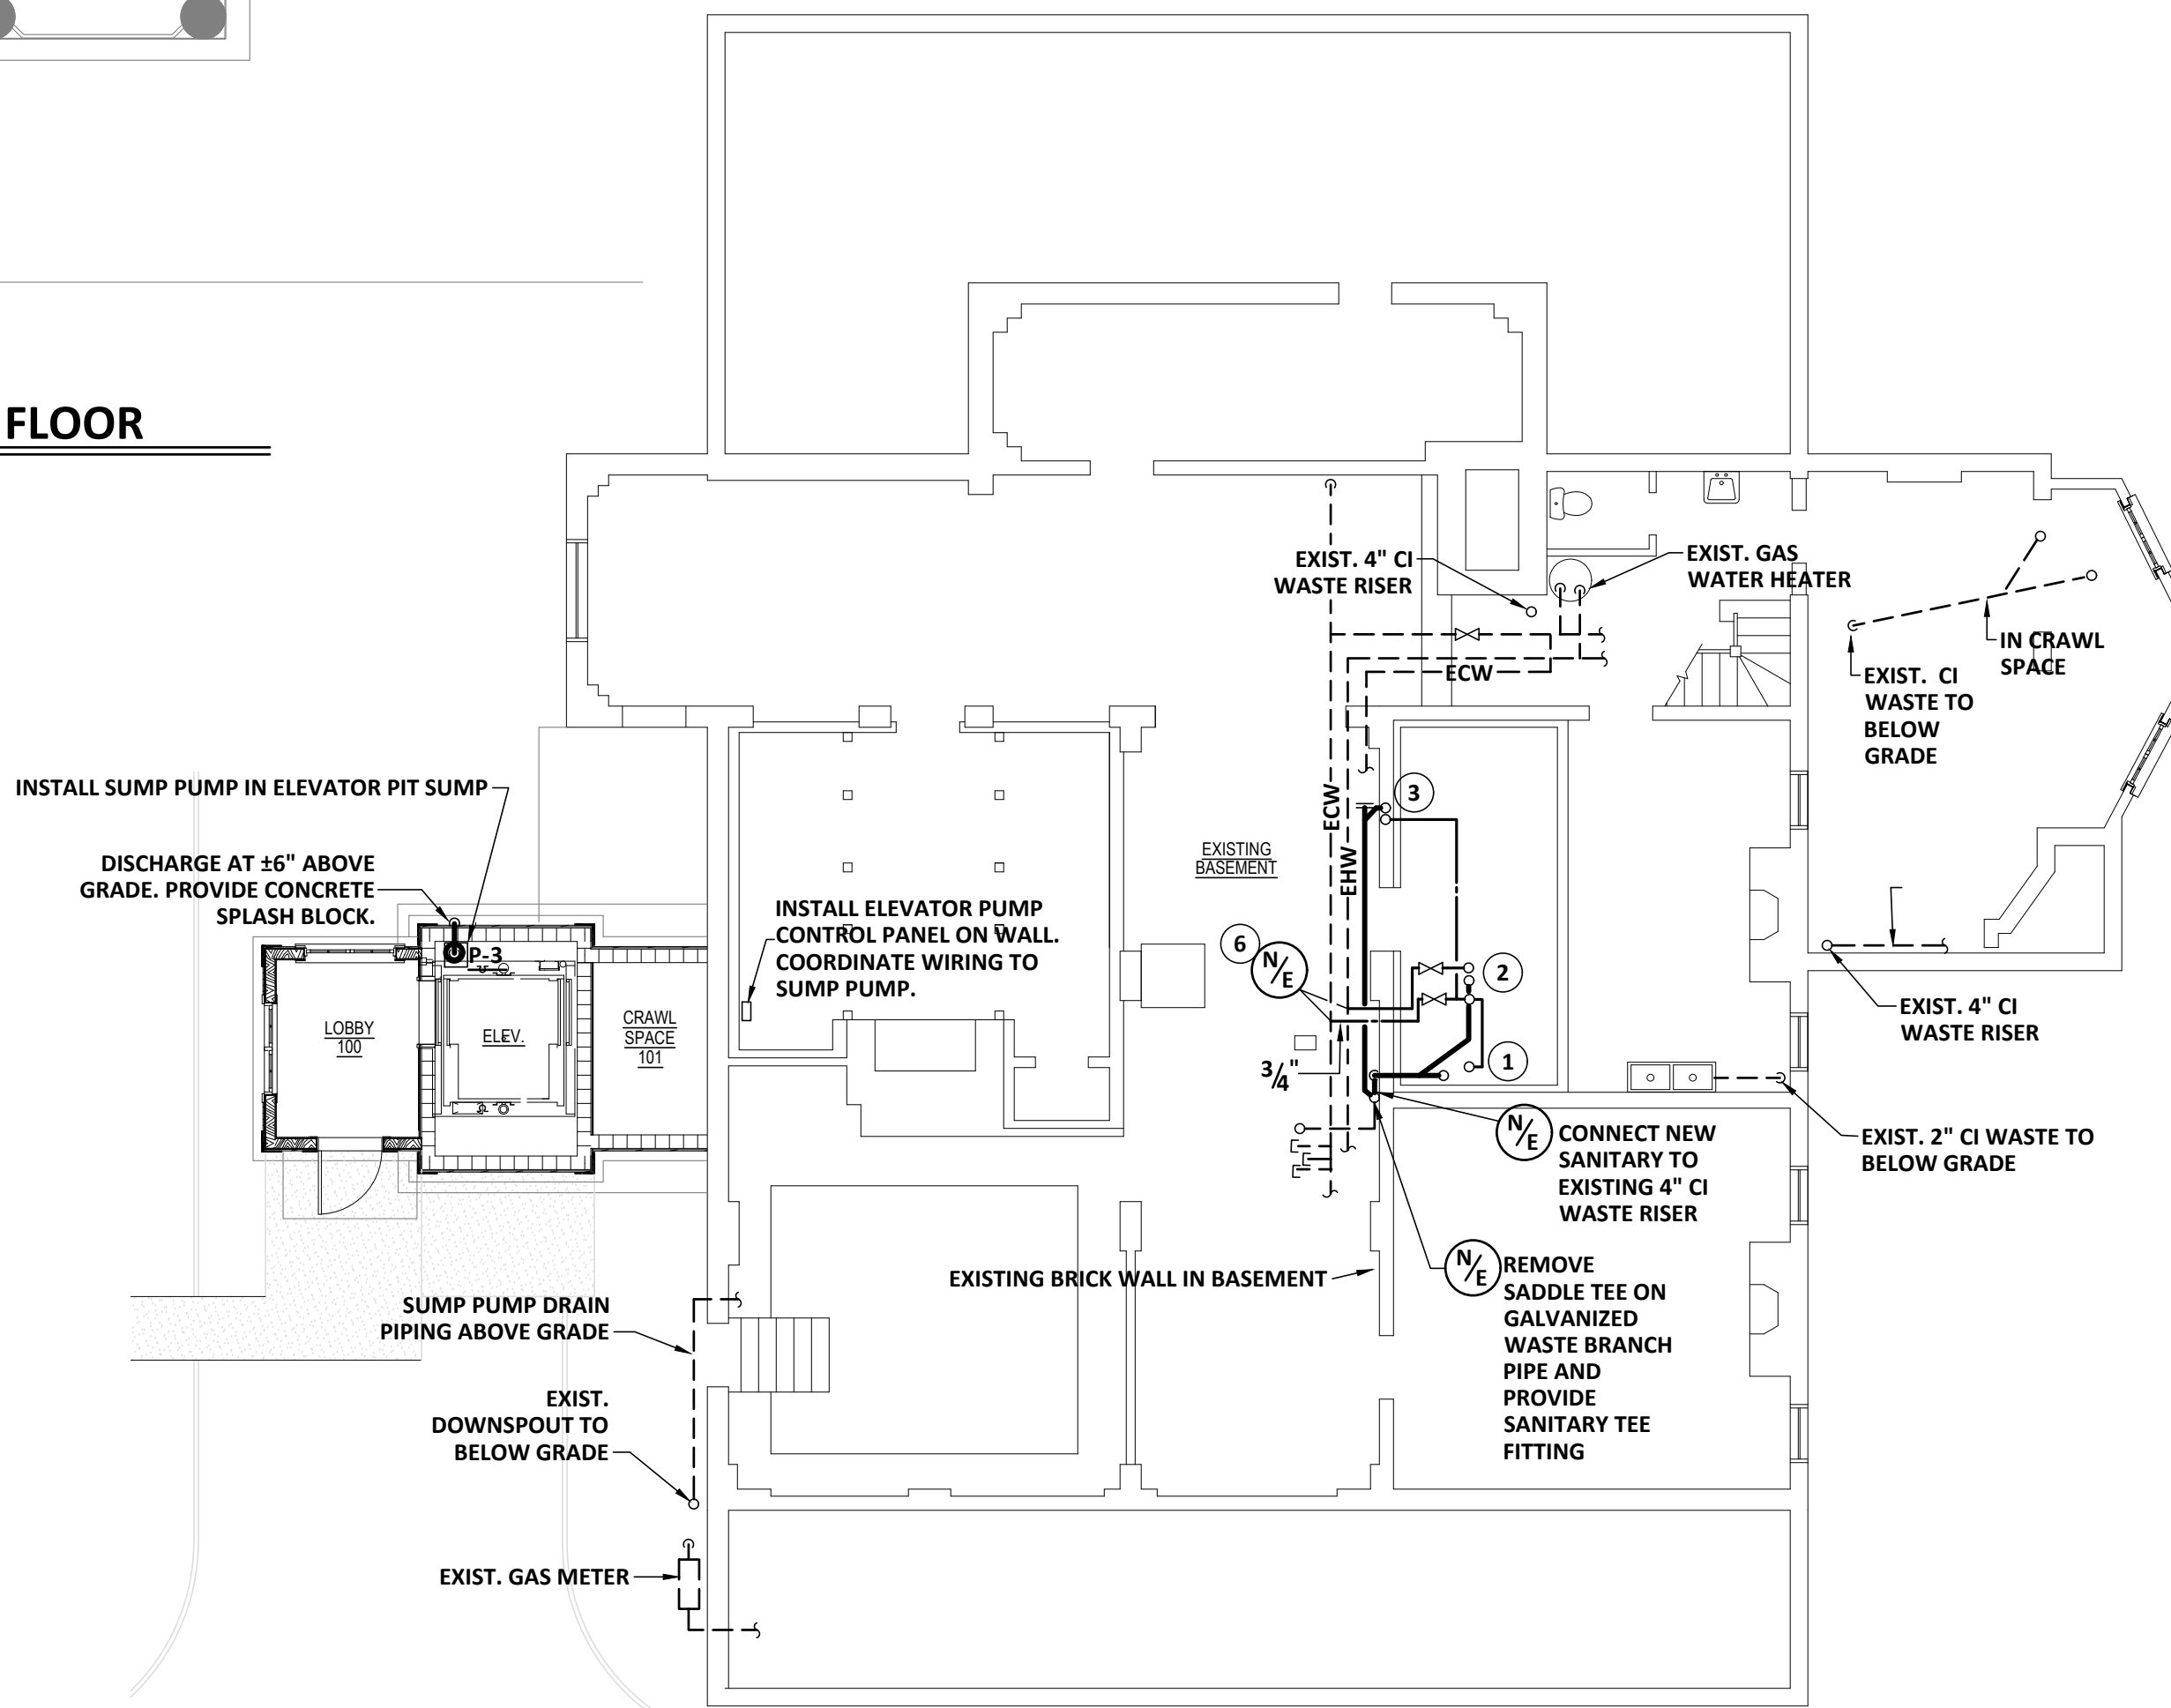 FLOOR
EXIST. 4" CI
WASTE RISER
EXIST. GAS
WATER HEATER
IN CRAWL
SPACE
ECW
EXIST. CI
WASTE TO
BELOW
GRADE
INSTALL SUMP PUMP IN ELEVATOR PIT SUMP
3
ECW
EHW
DISCHARGE AT ±6" ABOVE
GRADE. PROVIDE CONCRETE
SPLASH BLOCK.
EXISTING
BASEMENT
INSTALL ELEVATOR PUMP
CONTROL PANEL ON WALL.
COORDINATE WIRING TO
SUMP PUMP.
P-3
6
N/E
2
LOBBY
100
ELEV.
CRAWL
SPACE
101
EXIST. 4" CI
WASTE RISER
1
3/4"
N/E
CONNECT NEW
SANITARY TO
EXISTING 4" CI
WASTE RISER
EXIST. 2" CI WASTE TO
BELOW GRADE
EXISTING BRICK WALL IN BASEMENT
N/E
REMOVE
SADDLE TEE ON
GALVANIZED
WASTE BRANCH
PIPE AND
PROVIDE
SANITARY TEE
FITTING
SUMP PUMP DRAIN
PIPING ABOVE GRADE
EXIST.
DOWNSPOUT TO
BELOW GRADE
EXIST. GAS METER